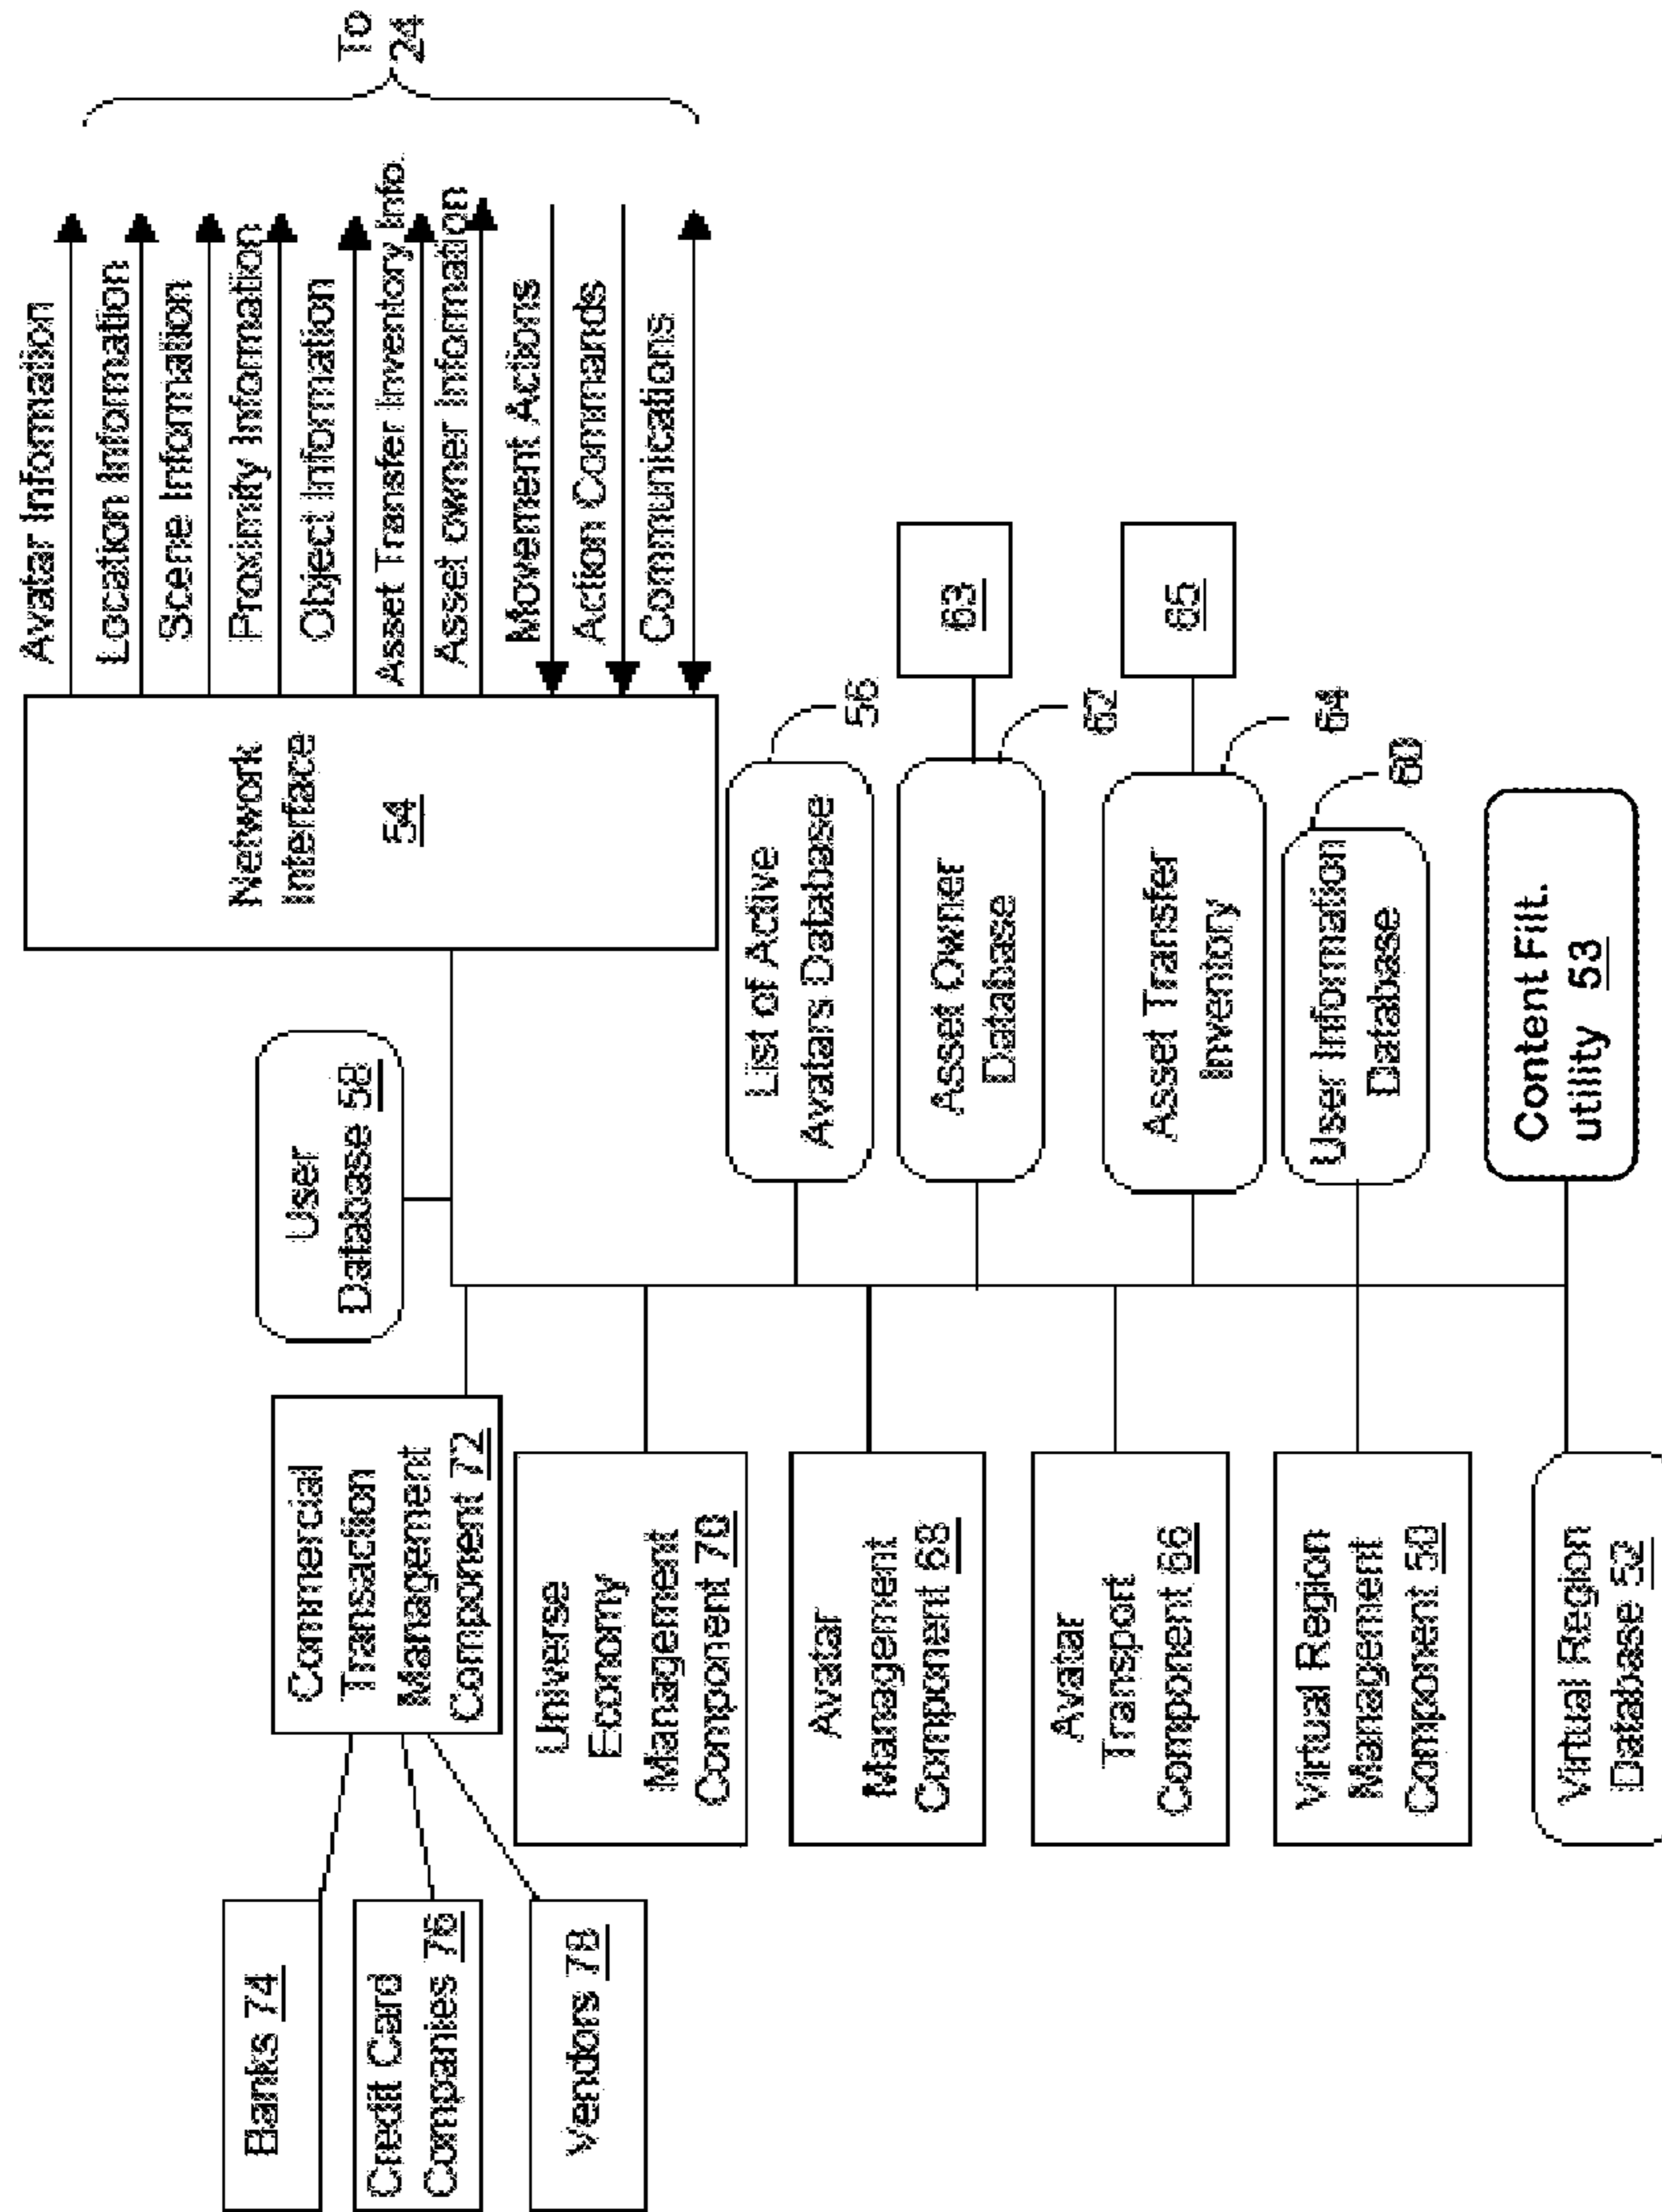 To
24
Avatar Information
Location Information
Scene Information
Proximity Information
Object Information
Asset Transfer Inventory Info.
Asset owner Information
Movement Actions
Action Commands
Communications
Network
Interface
54
User
Database 58
List of Active
Avatars Database
56
Asset Owner
Database
62
63
Asset Transfer
Inventory
64
65
User Information
Database
60
Content Filt.
utility 53
Commercial
Transaction
Management
Component 72
Universe
Economy
Management
Component 70
Avatar
Management
Component 68
Avatar
Transport
Component 66
Virtual Region
Management
Component 50
Virtual Region
Database 52
Banks 74
Credit Card
Companies 76
Vendors 78